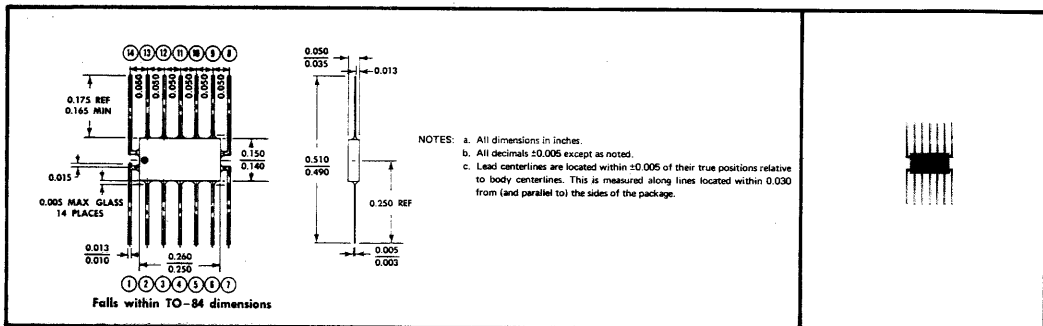 14 13 12 11 10 9 8
0.050 0.050 0.050 0.050 0.050 0.050
0.175 REF
0.165 MIN
0.150
0.140
0.015
0.005 MAX GLASS
14 PLACES
0.013
0.010
0.260
0.250
1 2 3 4 5 6 7
Falls within TO-84 dimensions
0.050
0.035
0.013
0.510
0.490
0.250 REF
0.005
0.003
NOTES: a. All dimensions in inches.
b. All decimals ±0.005 except as noted.
c. Lead centerlines are located within ±0.005 of their true positions relative
to body centerlines. This is measured along lines located within 0.030
from (and parallel to) the sides of the package.